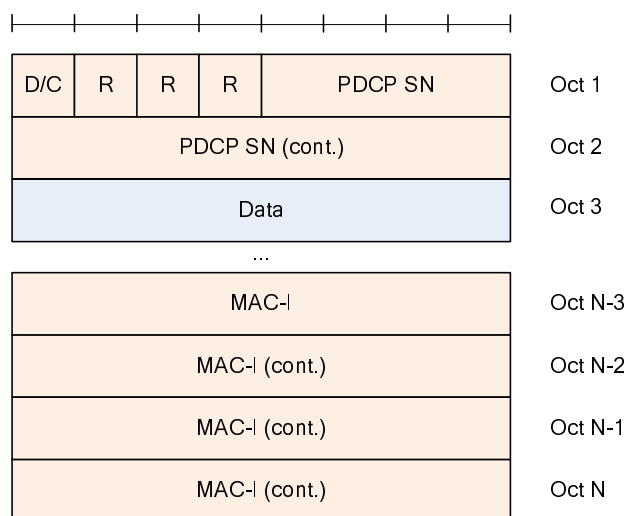 D/C R R R PDCP SN Oct 1
PDCP SN (cont.) Oct 2
Data Oct 3
...
MAC-I Oct N-3
MAC-I (cont.) Oct N-2
MAC-I (cont.) Oct N-1
MAC-I (cont.) Oct N